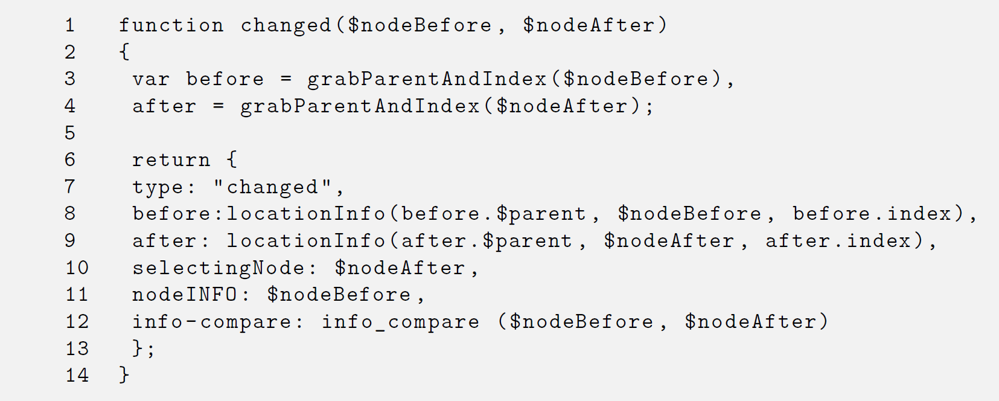 1 function changed($nodeBefore, $nodeAfter)
2 {
3 var before = grabParentAndIndex($nodeBefore),
4 after = grabParentAndIndex($nodeAfter);
5
6 return {
7 type: "changed",
8 before:locationInfo(before.$parent, $nodeBefore, before.index),
9 after: locationInfo(after.$parent, $nodeAfter, after.index),
10 selectingNode: $nodeAfter,
11 nodeINFO: $nodeBefore,
12 info-compare: info_compare ($nodeBefore, $nodeAfter)
13 };
14 }